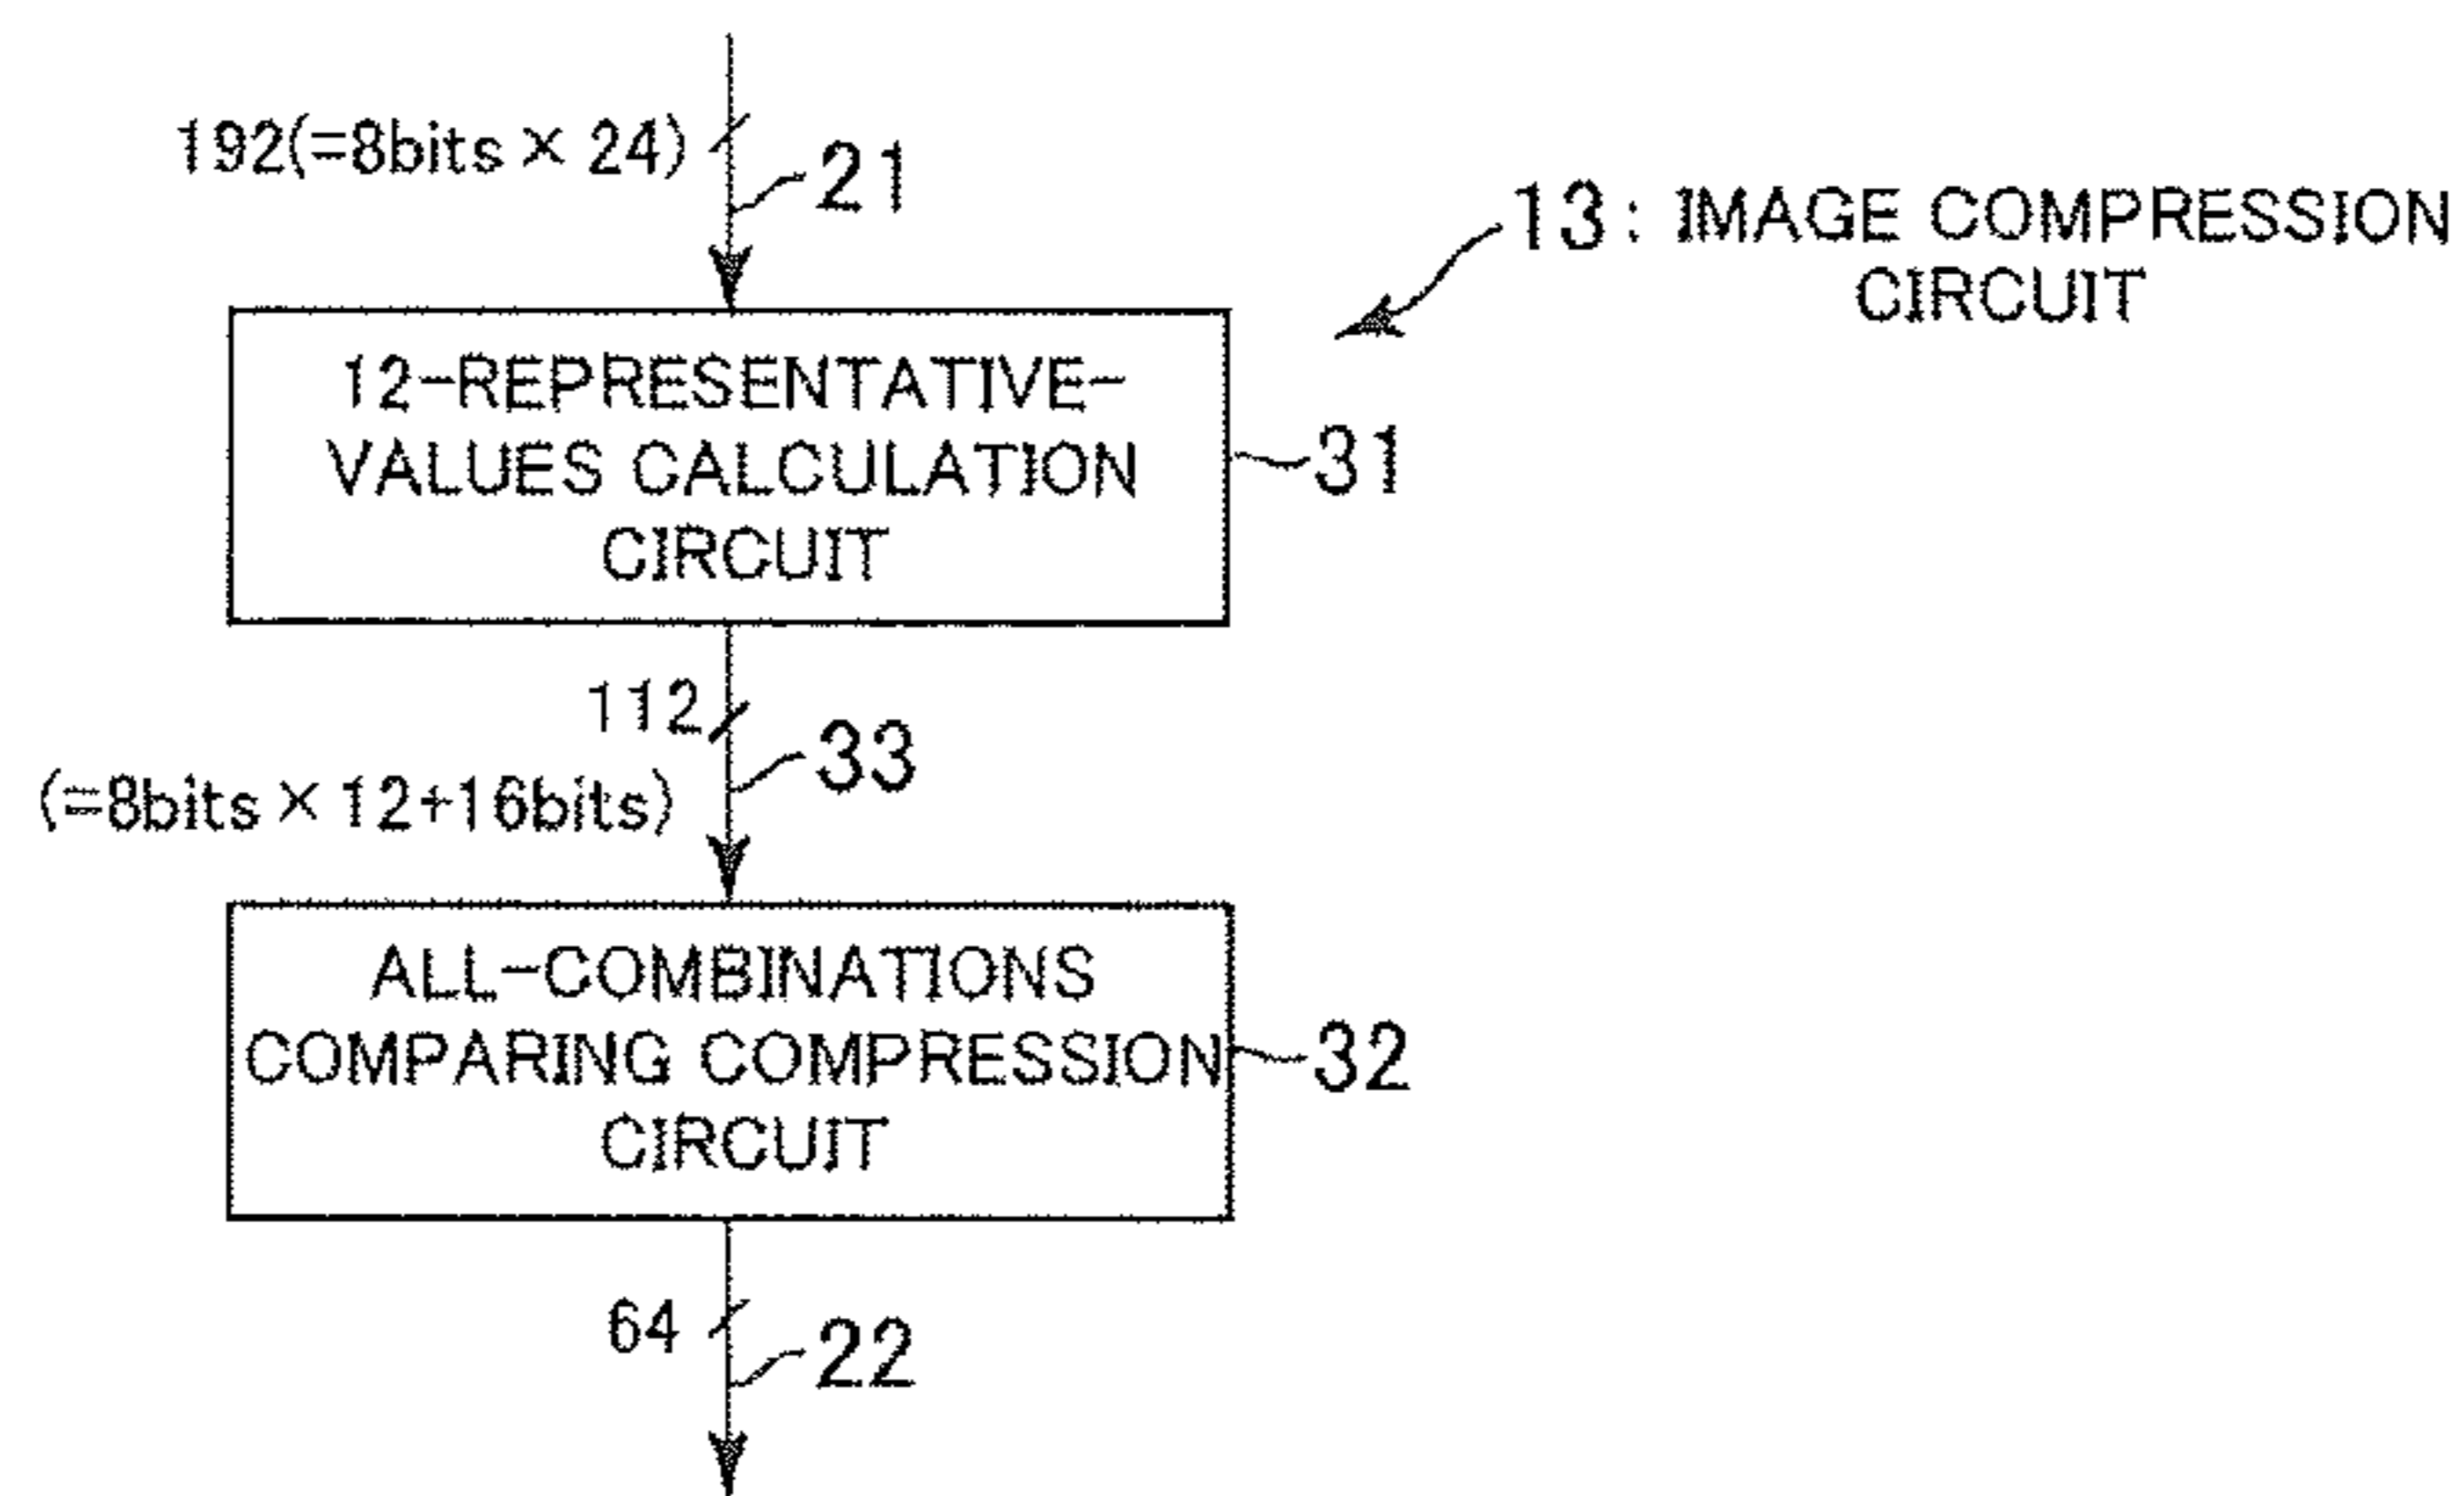 192(=8bits × 24)
21
13 : IMAGE COMPRESSION
CIRCUIT
12-REPRESENTATIVE-
VALUES CALCULATION
CIRCUIT
31
112
33
(=8bits × 12+16bits)
ALL-COMBINATIONS
COMPARING COMPRESSION
CIRCUIT
32
64
22